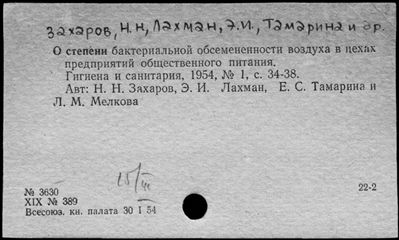 Захаров, Н.Н, Лахман, Э.И., Тамарина и др.
О степени бактериальной обсемененности воздуха в цехах
предприятий общественного питания.
Гигиена и санитария, 1954, № 1, с. 34-38.
Авт: Н. Н. Захаров, Э. И. Лахман, Е. С. Тамарина и
Л. М. Мелкова
№ 3630
XIX № 389
22-2
Всесоюз. кн. палата 30 I 54